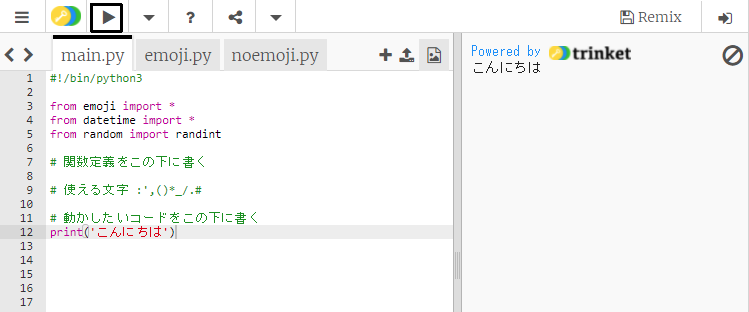 Remix
main.py
emoji.py
noemoji.py
1 #!/bin/python3
2
3 from emoji import *
4 from datetime import *
5 from random import randint
6
7 # 関数定義をこの下に書く
8
9 # 使える文字 :',()*_/.#
10
11 # 動かしたいコードをこの下に書く
12 print('こんにちは')
13
14
15
16
17
Powered by trinket
こんにちは